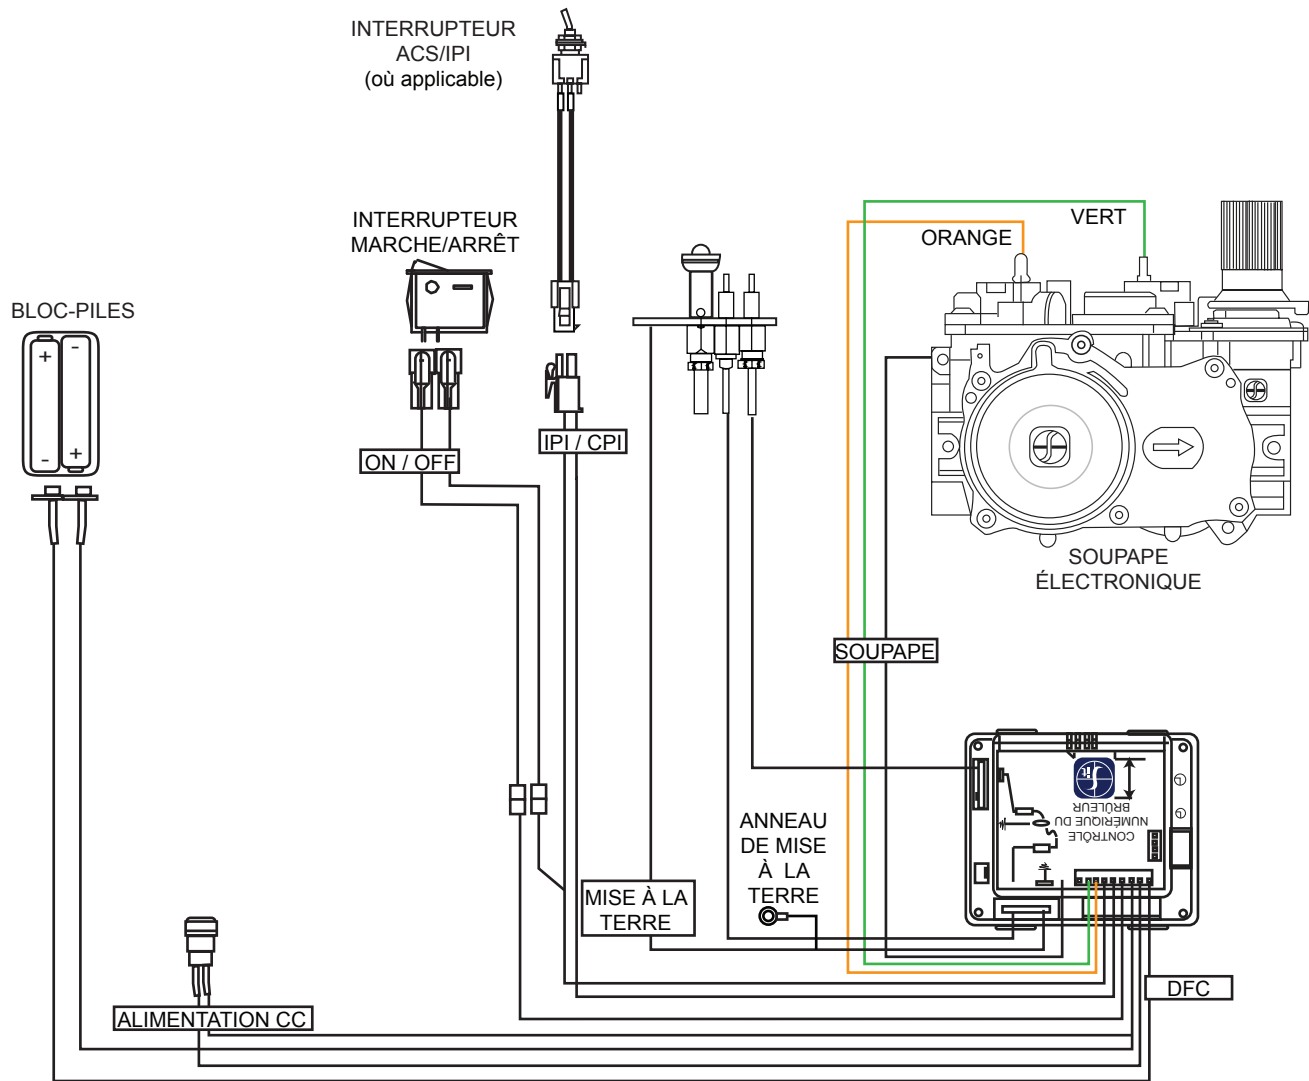 INTERRUPTEUR
ACS/IPI
(où applicable)
INTERRUPTEUR
MARCHE/ARRÊT
BLOC-PILES
+
-
-
+
ON / OFF
IPI / CPI
ORANGE
VERT
SOUPAPE
ÉLECTRONIQUE
SOUPAPE
CONTRÔLE
NUMÉRIQUE DU
BRÛLEUR
sit
ANNEAU
DE MISE
À LA
TERRE
MISE À LA
TERRE
DFC
ALIMENTATION CC